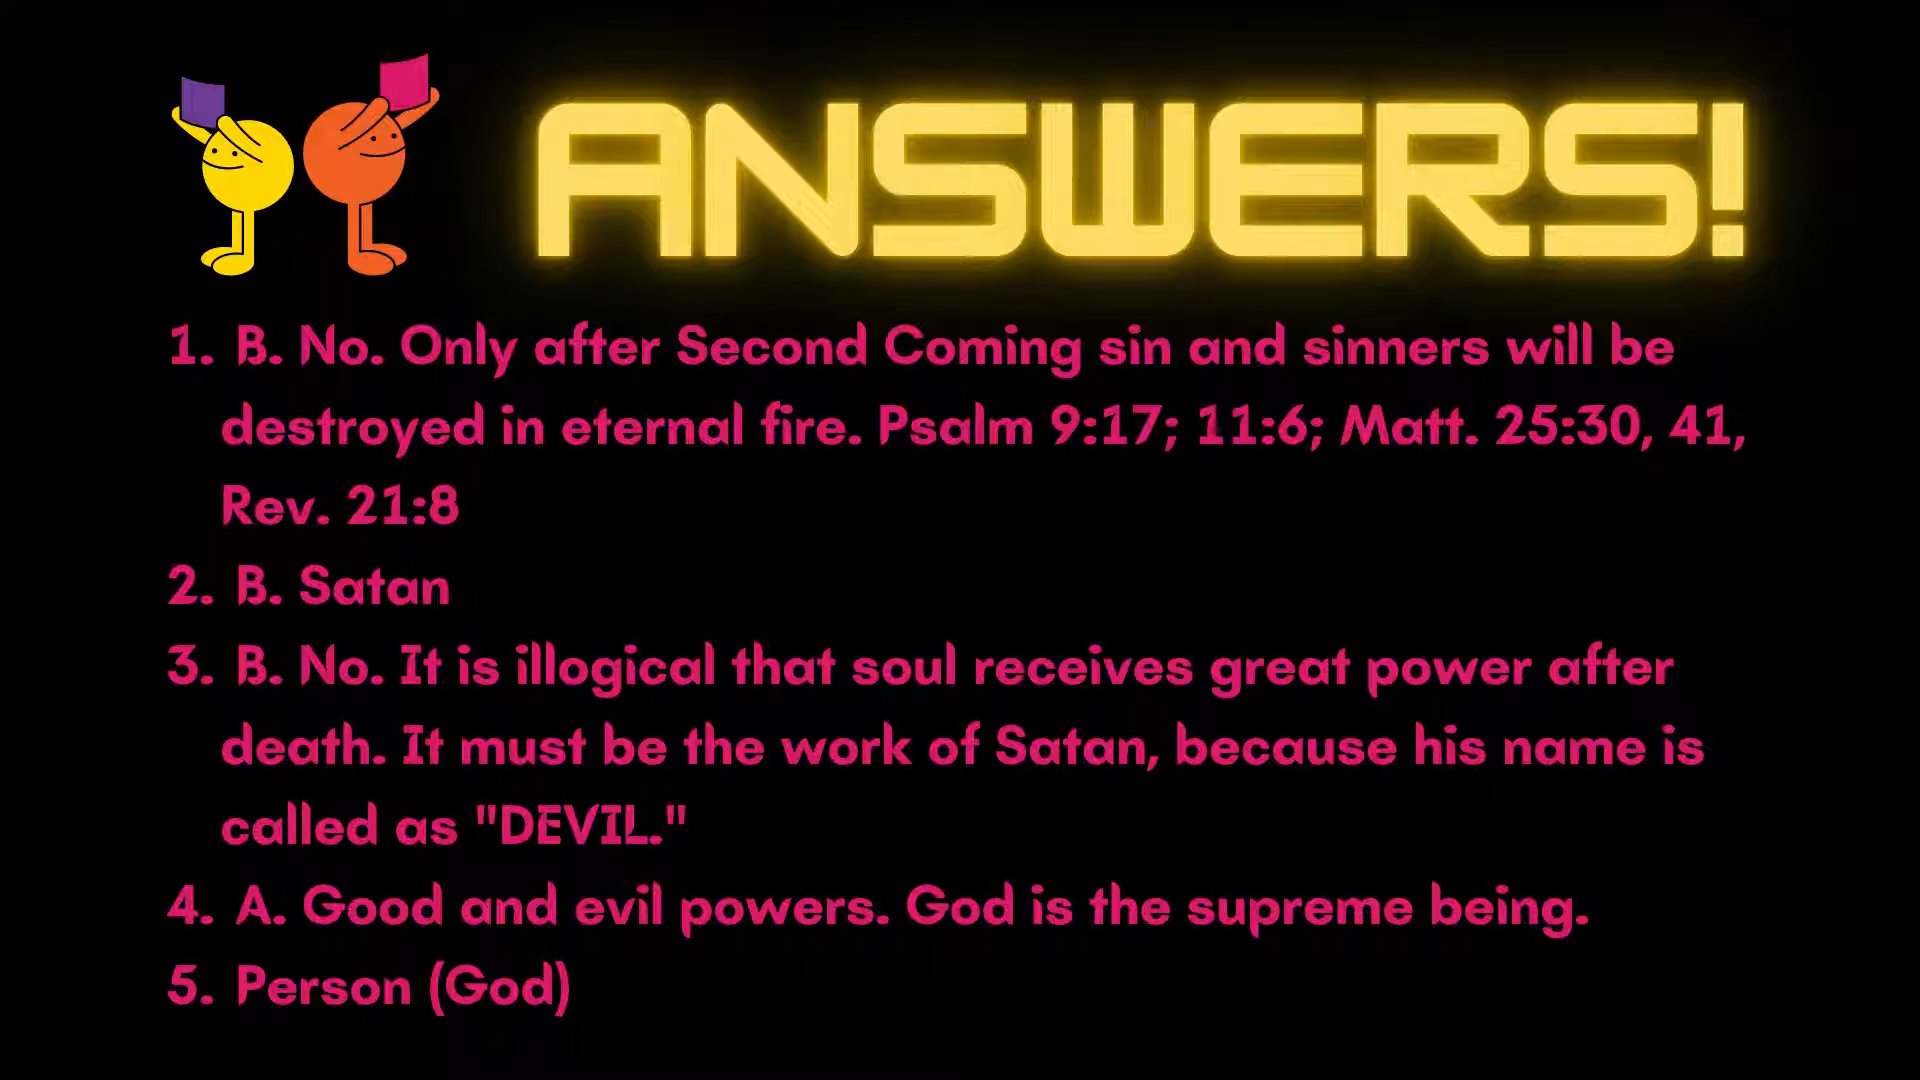 ANSWERS!
1. B. No. Only after Second Coming sin and sinners will be
destroyed in eternal fire. Psalm 9:17; 11:6; Matt. 25:30, 41,
Rev. 21:8
2. B. Satan
3. B. No. It is illogical that soul receives great power after
death. It must be the work of Satan, because his name is
called as "DEVIL."
4. A. Good and evil powers. God is the supreme being.
5. Person (God)